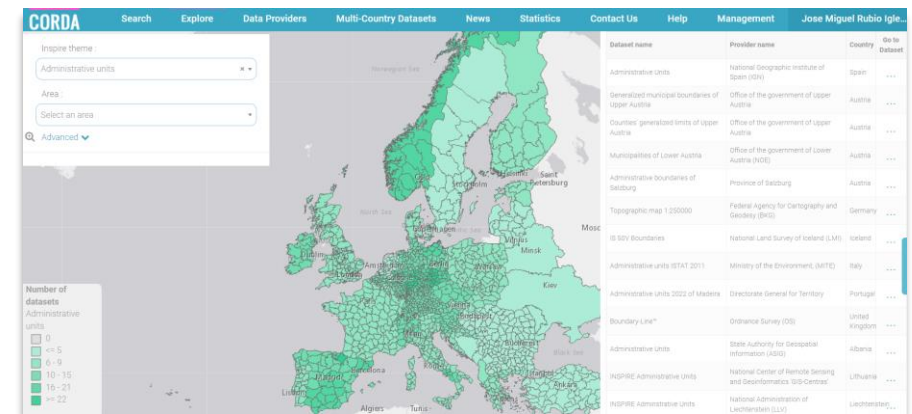 CORDA Search Explore Data Providers Multi-Country Datasets News Statistics Contact Us Help Management Jose Miguel Rubio Igle...
Inspire theme :
Administrative units × ▾
Area :
Select an area
Advanced
Norwegian Sea
North Sea
Helsinki
Saint
Petersburg
Stockholm
Mosc
Vilnius
Minsk
Dublin
London
Kiev
Black Sea
Ankara
Barcelona
Madrid
Lisbon
Algiers
Tunis
Number of
datasets
Administrative
units
0
<= 5
6 - 9
10 - 15
16 - 21
>= 22
Dataset name Provider name Country Go to
Dataset
Administrative Units National Geographic Institute of
Spain (IGN) Spain ...
Generalized municipal boundaries of
Upper Austria Office of the government of Upper
Austria Austria ...
Counties' generalized limits of Upper
Austria Office of the government of Upper
Austria Austria ...
Municipalities of Lower Austria Office of the government of Lower
Austria (NOE) Austria ...
Administrative boundaries of
Salzburg Province of Salzburg Austria ...
Topographic map 1:250000 Federal Agency for Cartography and
Geodesy (BKG) Germany ...
IS 50V Boundaries National Land Survey of Iceland (LMI) Iceland ...
Administrative units ISTAT 2011 Ministry of the Environment, (MITE) Italy ...
Administrative Units 2022 of Madeira Directorate General for Territory Portugal ...
Boundary-Line™ Ordnance Survey (OS) United
Kingdom ...
Administrative Units State Authority for Geospatial
Information (ASIG) Albania ...
INSPIRE Administrative Units National Center of Remote Sensing
and Geoinformatics "GIS-Centras" Lithuania ...
INSPIRE Administrative Units National Administration of
Liechtenstein (LLV) Liechtenstein ...